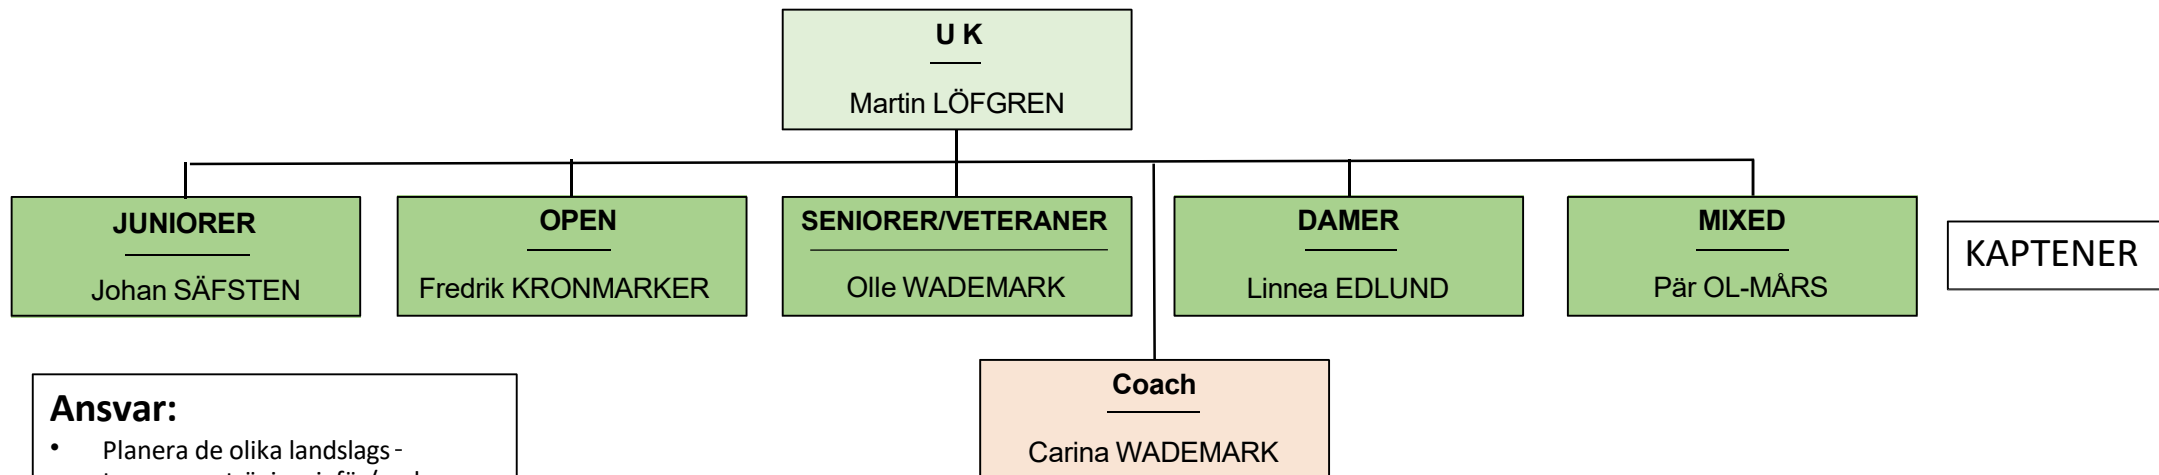 U K
Martin LÖFGREN
JUNIORER
Johan SÄFSTEN
OPEN
Fredrik KRONMARKER
SENIORER/VETERANER
Olle WADEMARK
DAMER
Linnea EDLUND
MIXED
Pär OL-MÅRS
KAPTENER
Coach
Carina WADEMARK
Ansvar:
• Planera de olika landslags-